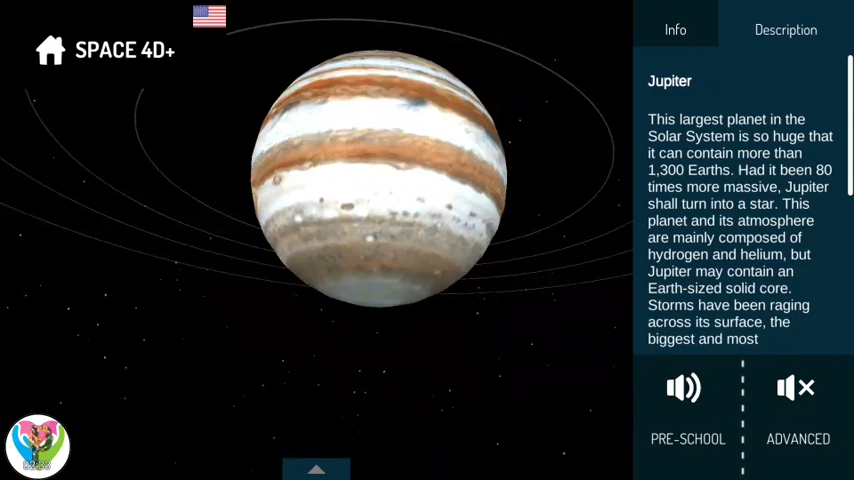 SPACE 4D+
Info
Description
Jupiter
This largest planet in the
Solar System is so huge that
it can contain more than
1,300 Earths. Had it been 80
times more massive, Jupiter
shall turn into a star. This
planet and its atmosphere
are mainly composed of
hydrogen and helium, but
Jupiter may contain an
Earth-sized solid core.
Storms have been raging
across its surface, the
biggest and most
PRE-SCHOOL
ADVANCED